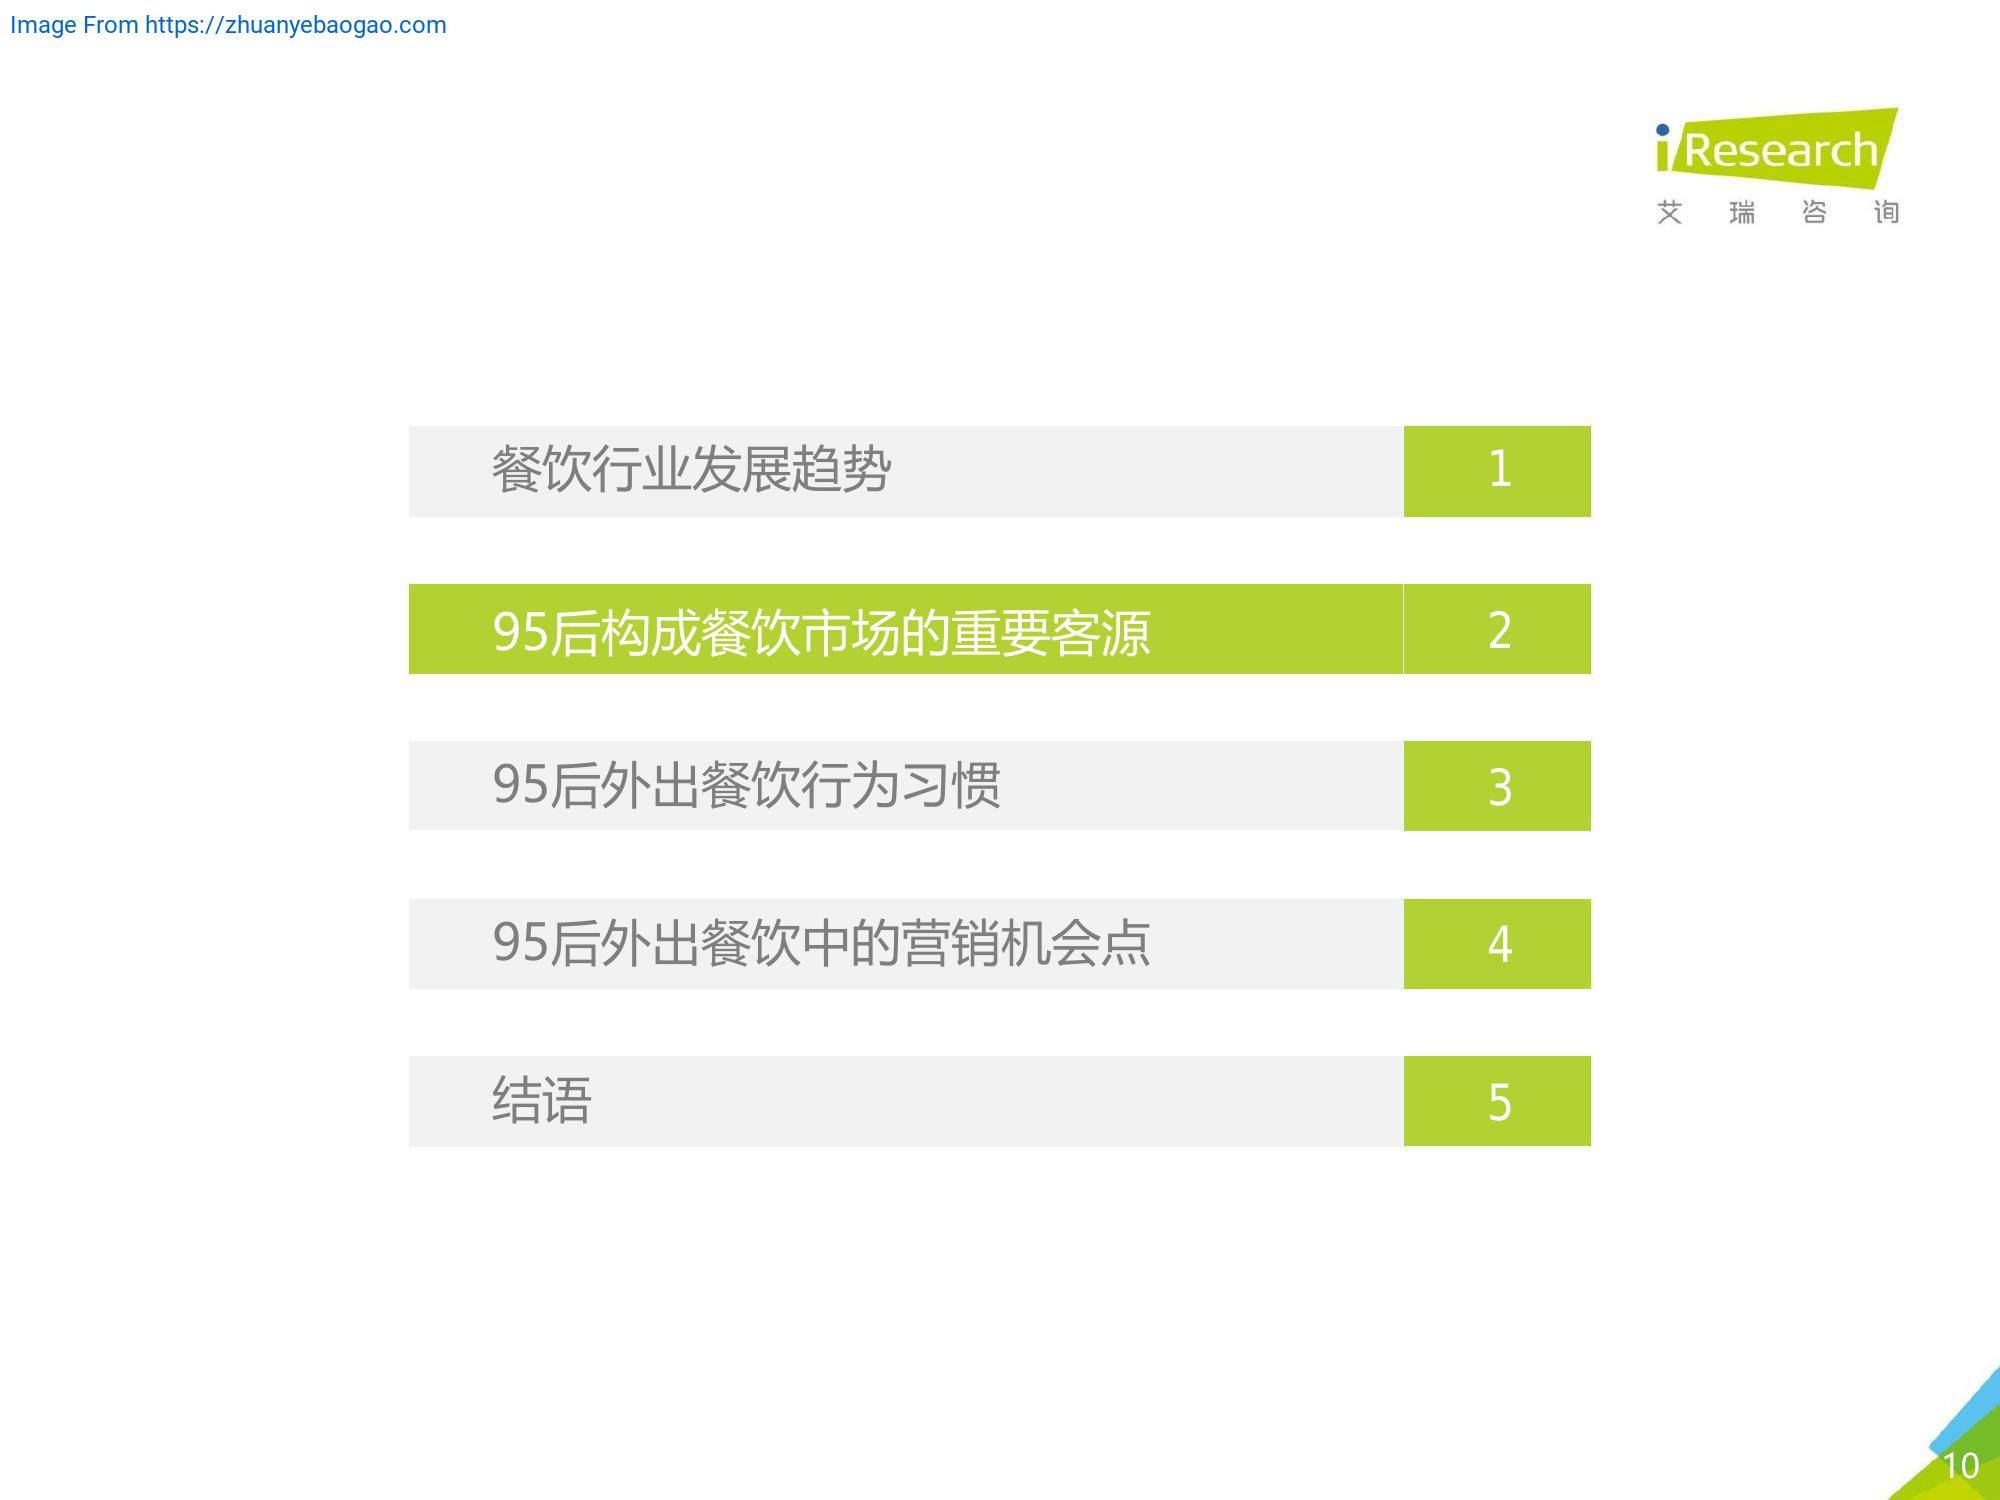 Image From https://zhuanyebaogao.com
iResearch
艾瑞咨询
餐饮行业发展趋势 1
95后构成餐饮市场的重要客源 2
95后外出餐饮行为习惯 3
95后外出餐饮中的营销机会点 4
结语 5
10